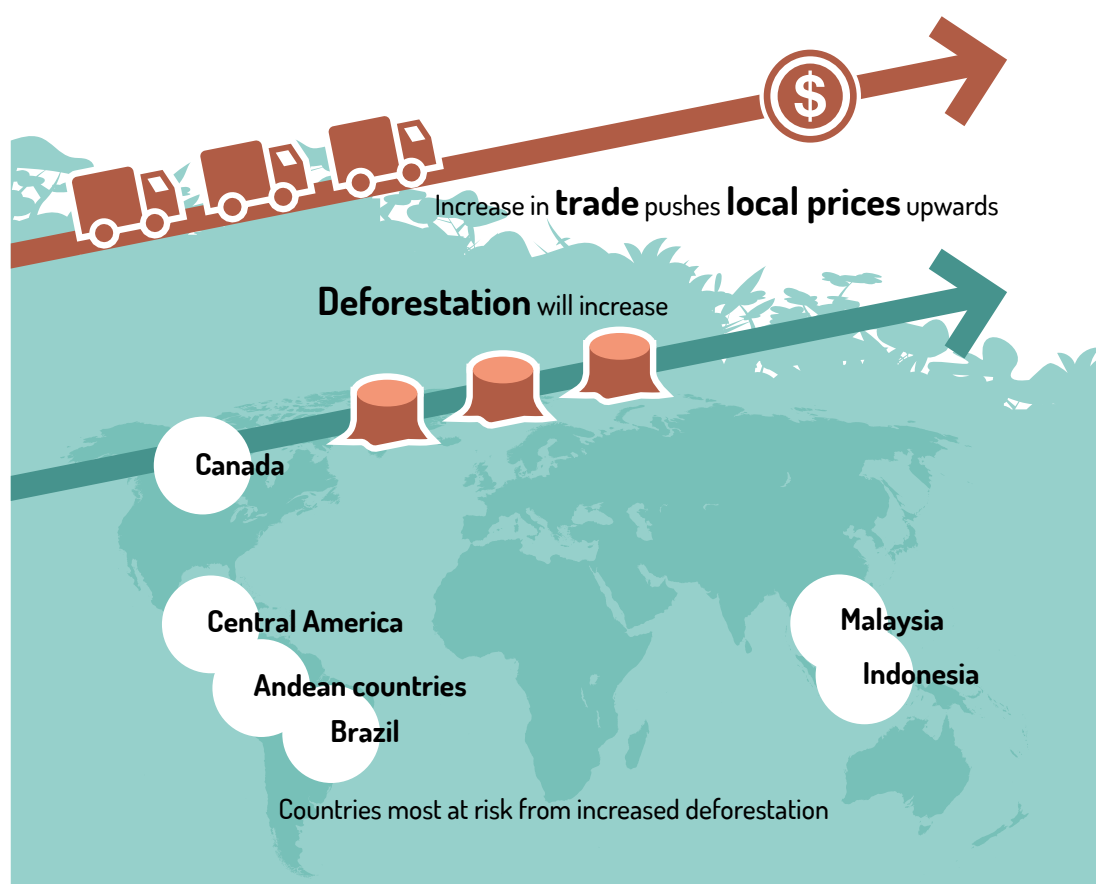 $
Increase in trade pushes local prices upwards
Deforestation will increase
Canada
Central America
Malaysia
Indonesia
Andean countries
Brazil
Countries most at risk from increased deforestation